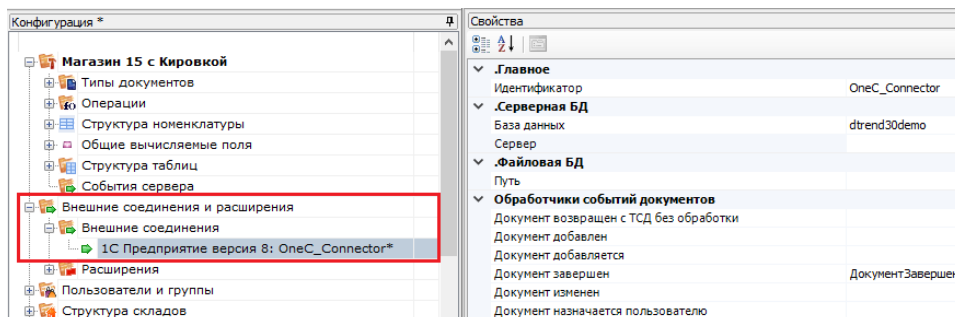 Конфигурация *
Магазин 15 с Кировкой
Типы документов
Операции
Структура номенклатуры
Общие вычисляемые поля
Структура таблиц
События сервера
Внешние соединения и расширения
Внешние соединения
1С Предприятие версия 8: OneC_Connector*
Расширения
Пользователи и группы
Структура складов
Свойства
.Главное
Идентификатор OneC_Connector
.Серверная БД
База данных dtrend30demo
Сервер
.Файловая БД
Путь
Обработчики событий документов
Документ возвращен с ТСД без обработки
Документ добавлен
Документ добавляется
Документ завершен ДокументЗавершен
Документ изменен
Документ назначается пользователю